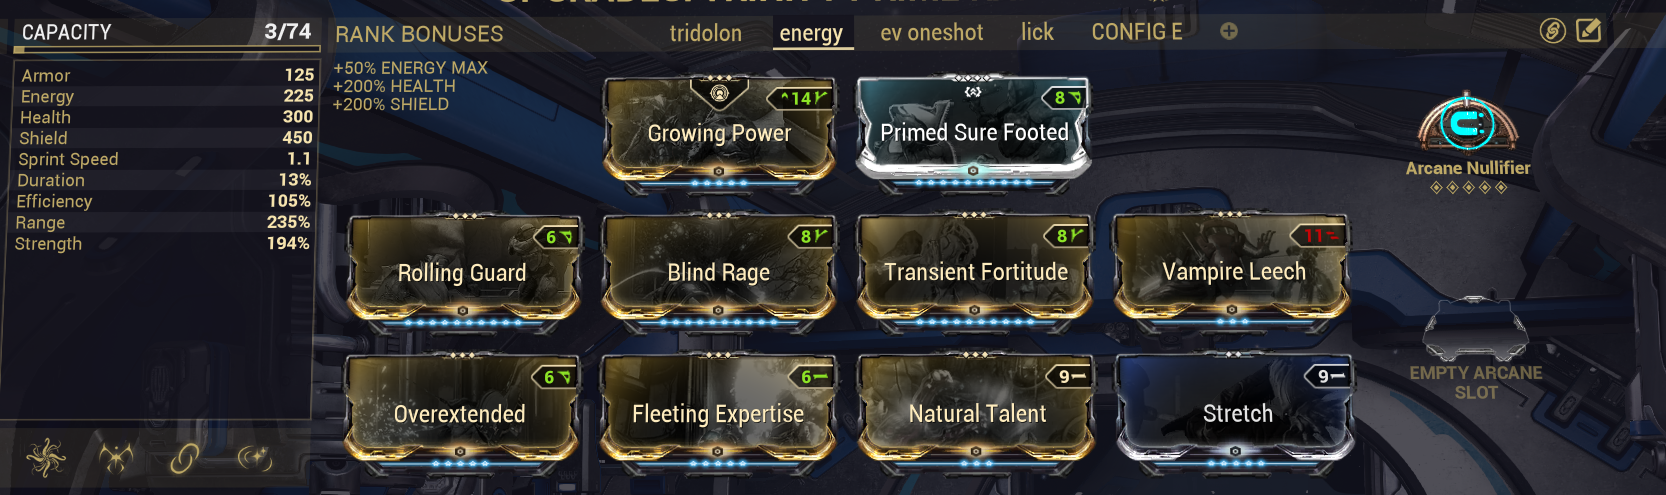 CAPACITY 3/74
Armor 125
Energy 225
Health 300
Shield 450
Sprint Speed 1.1
Duration 13%
Efficiency 105%
Range 235%
Strength 194%
RANK BONUSES
+50% ENERGY MAX
+200% HEALTH
+200% SHIELD
tridolon energy ev oneshot lick CONFIG E
14
Growing Power
8
Primed Sure Footed
Arcane Nullifier
6
Rolling Guard
8
Blind Rage
8
Transient Fortitude
11
Vampire Leech
6
Overextended
6
Fleeting Expertise
9
Natural Talent
9
Stretch
EMPTY ARCANE
SLOT